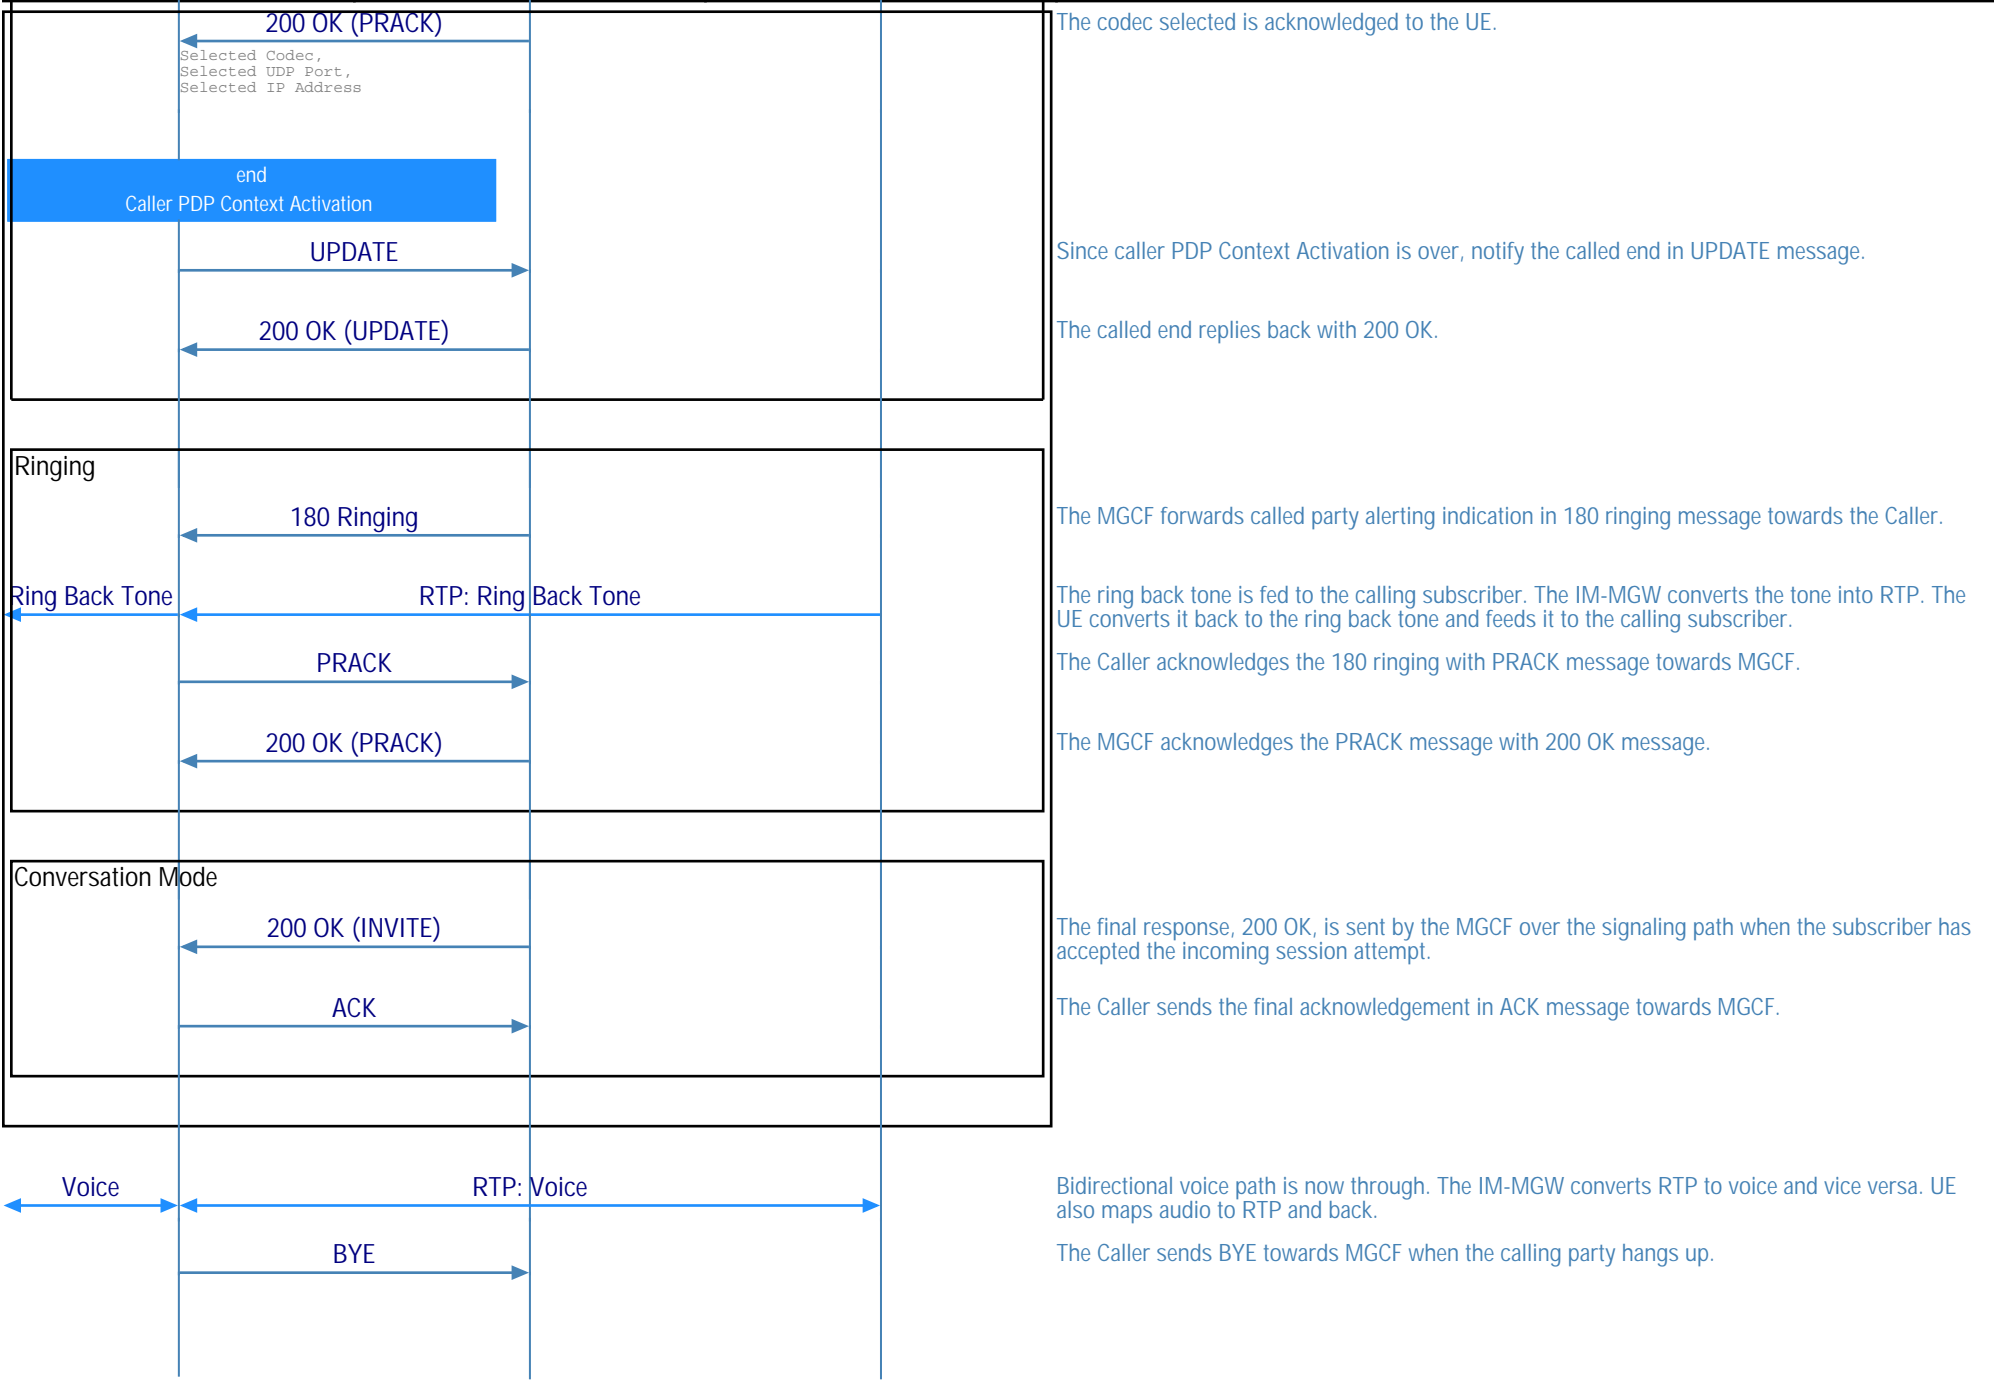 200 OK (PRACK)
The codec selected is acknowledged to the UE.
Selected Codec,
Selected UDP Port,
Selected IP Address
end
Caller PDP Context Activation
UPDATE
Since caller PDP Context Activation is over, notify the called end in UPDATE message.
200 OK (UPDATE)
The called end replies back with 200 OK.
Ringing
180 Ringing
The MGCF forwards called party alerting indication in 180 ringing message towards the Caller.
Ring Back Tone
RTP: Ring Back Tone
The ring back tone is fed to the calling subscriber. The IM-MGW converts the tone into RTP. The
UE converts it back to the ring back tone and feeds it to the calling subscriber.
PRACK
The Caller acknowledges the 180 ringing with PRACK message towards MGCF.
200 OK (PRACK)
The MGCF acknowledges the PRACK message with 200 OK message.
Conversation Mode
200 OK (INVITE)
The final response, 200 OK, is sent by the MGCF over the signaling path when the subscriber has
accepted the incoming session attempt.
ACK
The Caller sends the final acknowledgement in ACK message towards MGCF.
Voice
RTP: Voice
Bidirectional voice path is now through. The IM-MGW converts RTP to voice and vice versa. UE
also maps audio to RTP and back.
BYE
The Caller sends BYE towards MGCF when the calling party hangs up.